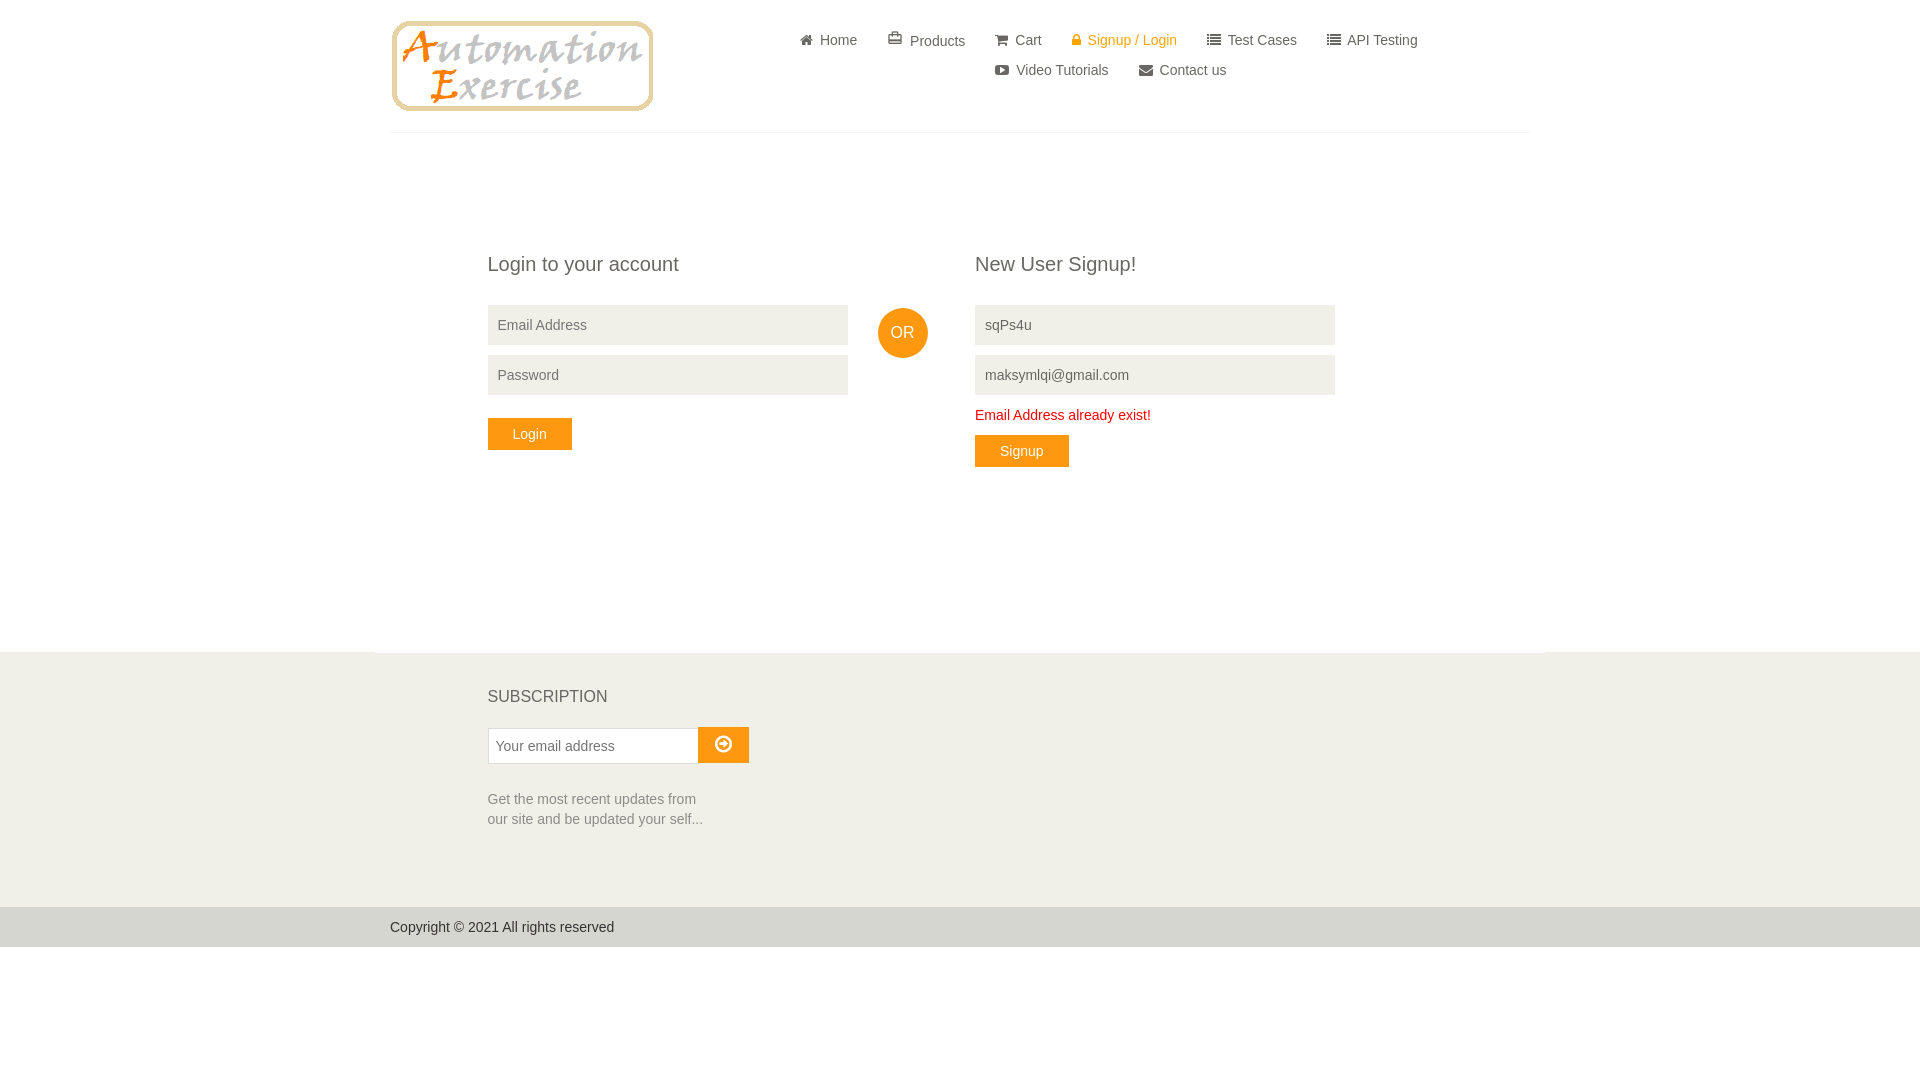 Automation
Exercise
Home
Products
Cart
Signup / Login
Test Cases
API Testing
Video Tutorials
Contact us
Login to your account
Email Address
Password
Login
OR
New User Signup!
sqPs4u
maksymlqi@gmail.com
Email Address already exist!
Signup
SUBSCRIPTION
Your email address
Get the most recent updates from
our site and be updated your self...
Copyright © 2021 All rights reserved